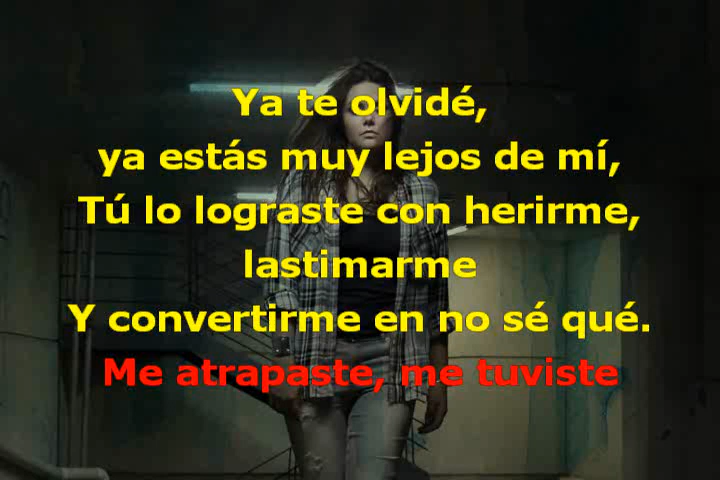 Ya te olvidé,
ya estás muy lejos de mí,
Tú lo lograste con herirme,
lastimarme
Y convertirme en no sé qué.
Me atrapaste, me tuviste